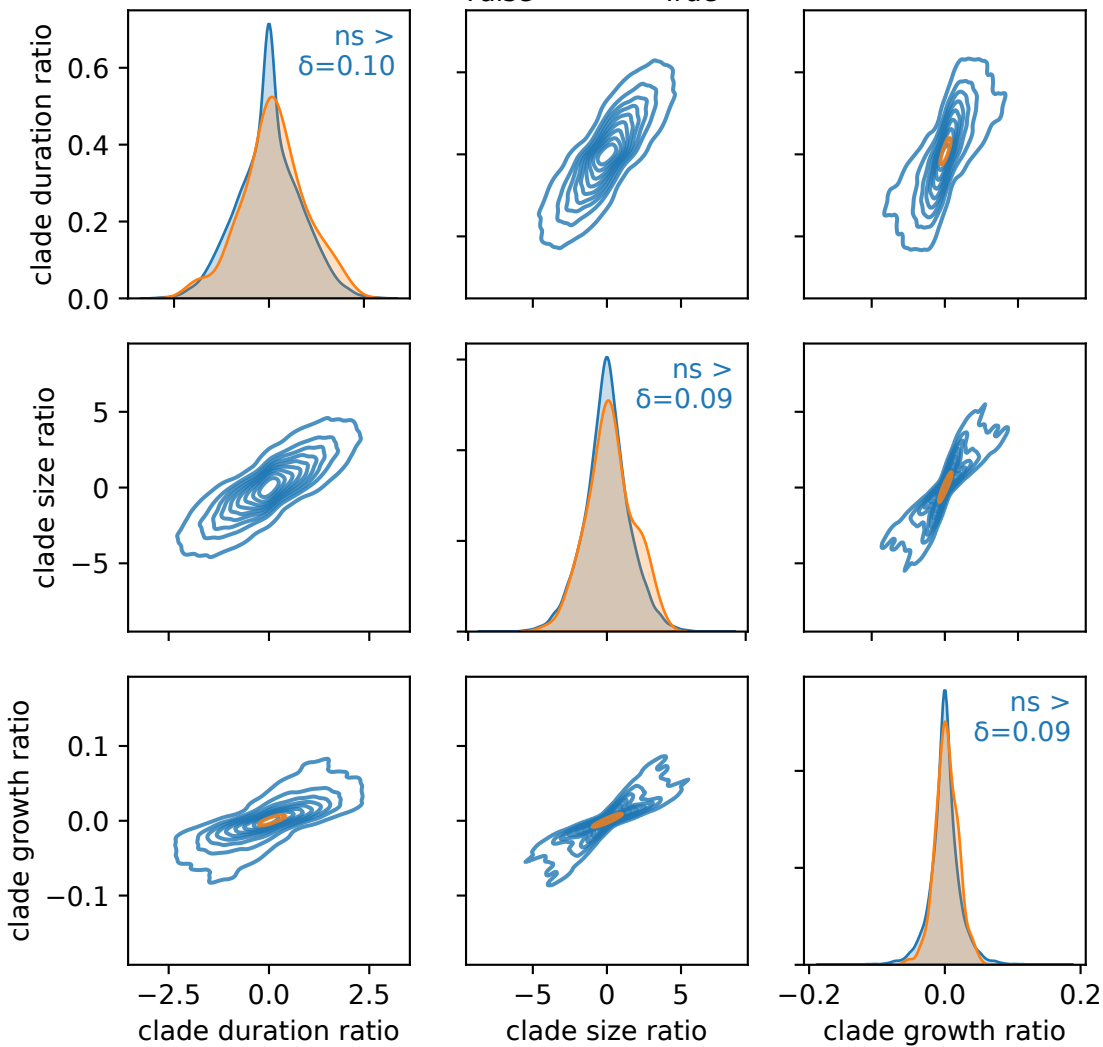 clade duration ratio
0.6
0.4
0.2
0.0
ns >
δ=0.10
clade size ratio
5
0
−5
ns >
δ=0.09
clade growth ratio
0.1
0.0
−0.1
ns >
δ=0.09
−2.5 0.0 2.5
−5 0 5
−0.2 0.0 0.2
clade duration ratio
clade size ratio
clade growth ratio